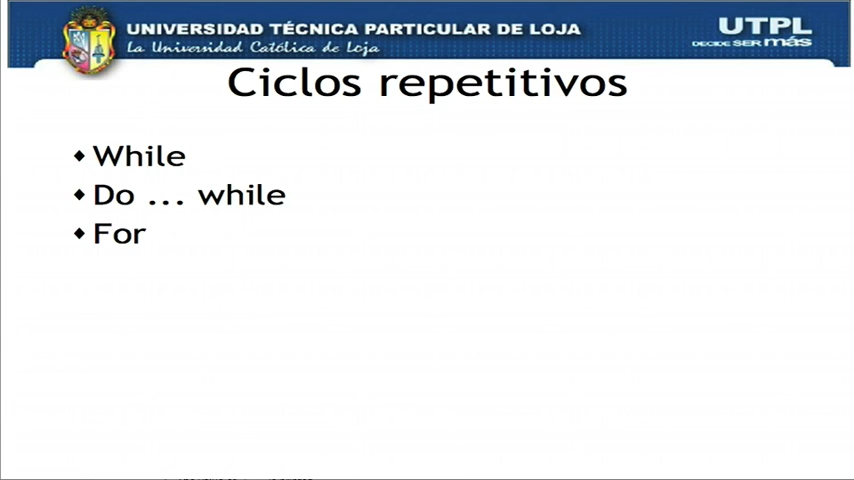 UNIVERSIDAD TÉCNICA PARTICULAR DE LOJA
La Universidad Católica de Loja
UTPL
DECIDE SER más
Ciclos repetitivos
While
Do ... while
For